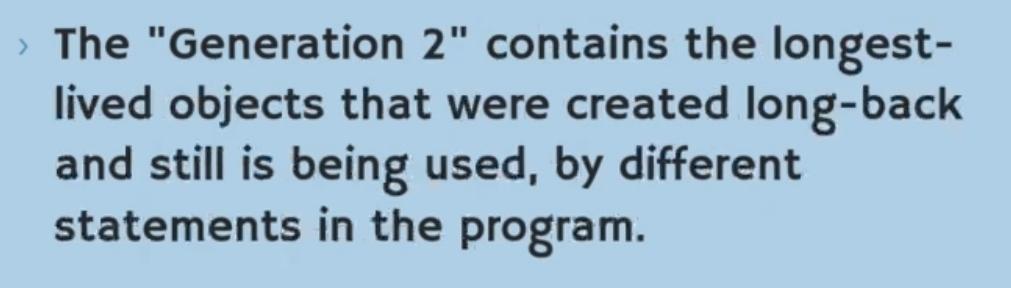 › The "Generation 2" contains the longest-
lived objects that were created long-back
and still is being used, by different
statements in the program.